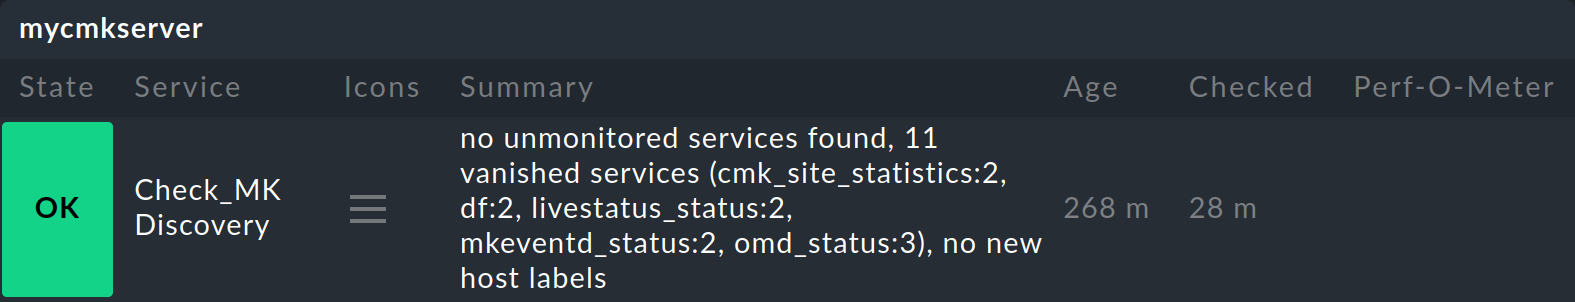 mycmkserver
State Service Icons Summary Age Checked Perf-O-Meter
OK
Check_MK
Discovery
no unmonitored services found, 11
vanished services (cmk_site_statistics:2,
df:2, livestatus_status:2,
mkeventd_status:2, omd_status:3), no new
host labels
268 m
28 m